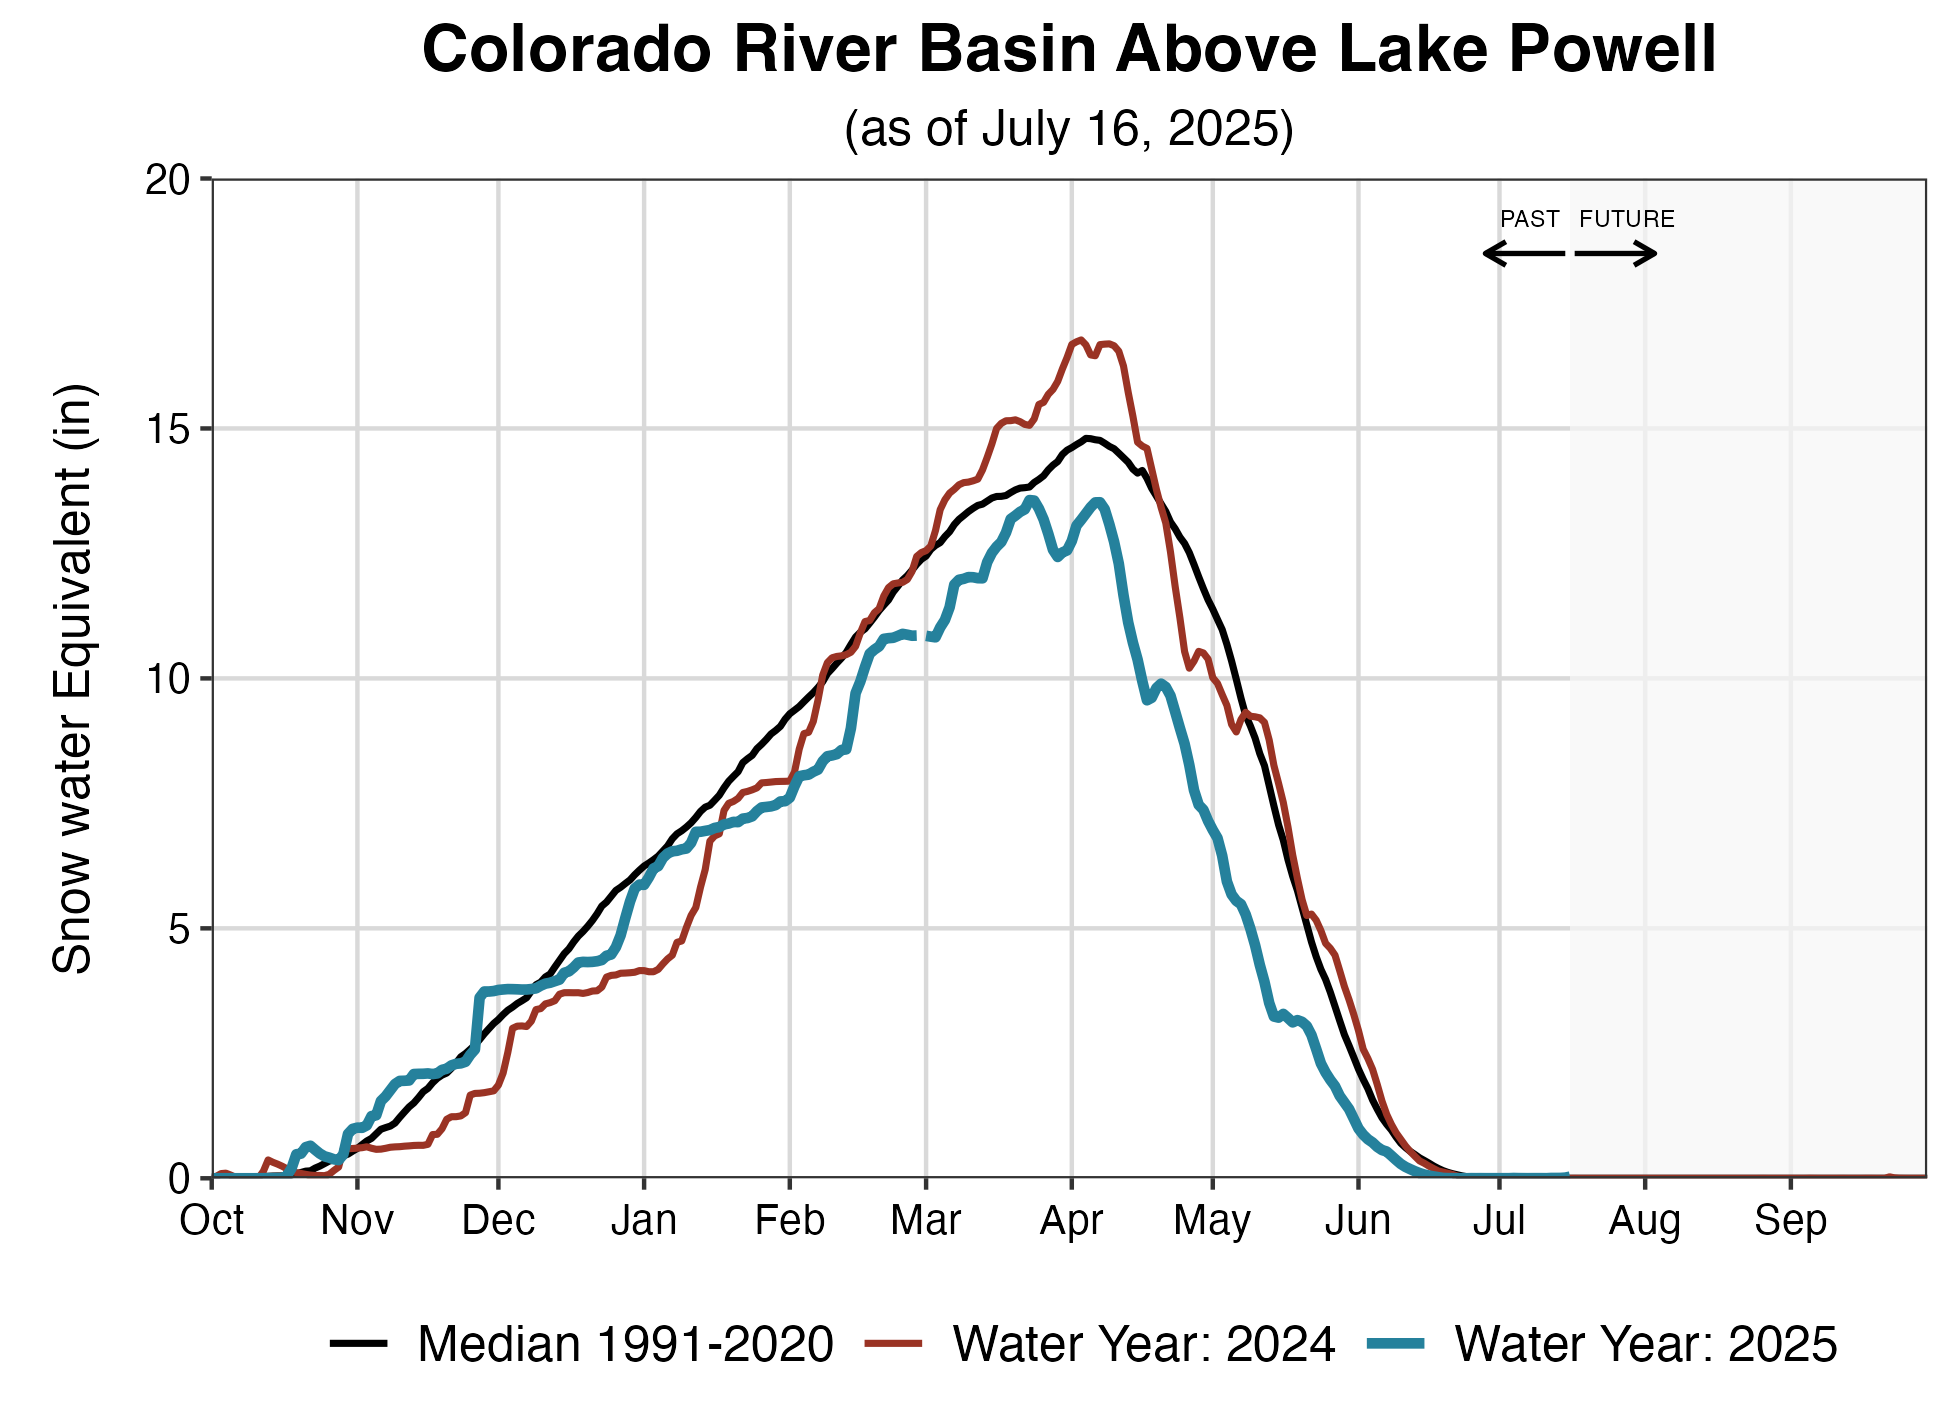 Colorado River Basin Above Lake Powell
(as of July 16, 2025)
20
PAST FUTURE
15
Snow water Equivalent (in)
10
5
0
Oct Nov Dec Jan Feb Mar Apr May Jun Jul Aug Sep
Median 1991-2020 Water Year: 2024 Water Year: 2025